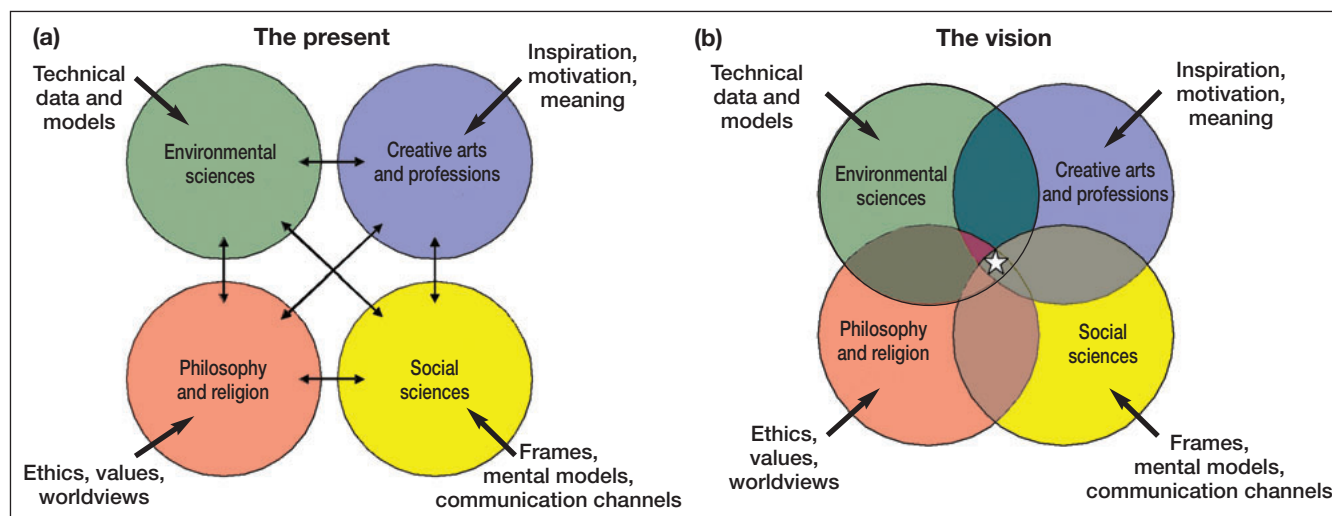 (a)
The present
Technical
data and
models
Inspiration,
motivation,
meaning
Environmental
sciences
Creative arts
and professions
Philosophy
and religion
Social
sciences
Ethics, values,
worldviews
Frames,
mental models,
communication channels
(b)
The vision
Technical
data and
models
Inspiration,
motivation,
meaning
Environmental
sciences
Creative arts
and professions
Philosophy
and religion
Social
sciences
Ethics,
values,
worldviews
Frames,
mental models,
communication channels